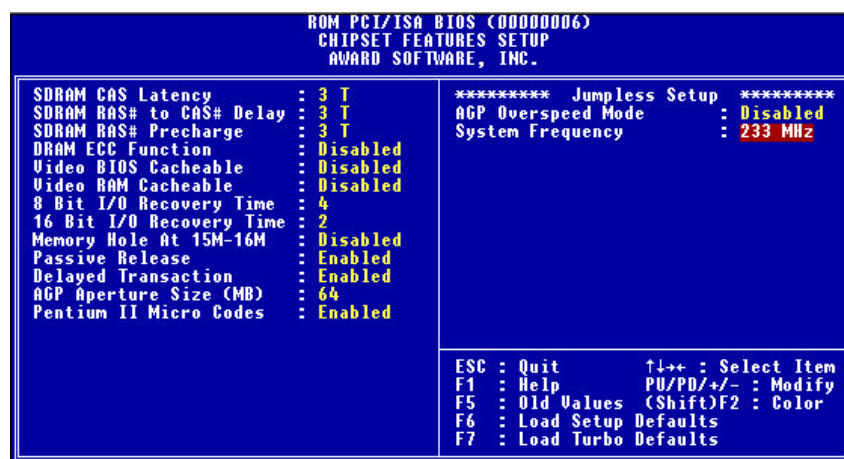 ROM PCI/ISA BIOS (00000006)
CHIPSET FEATURES SETUP
AWARD SOFTWARE, INC.
SDRAM CAS Latency : 3 T
SDRAM RAS# to CAS# Delay : 3 T
SDRAM RAS# Precharge : 3 T
DRAM ECC Function : Disabled
Video BIOS Cacheable : Disabled
Video RAM Cacheable : Disabled
8 Bit I/O Recovery Time : 4
16 Bit I/O Recovery Time : 2
Memory Hole At 15M-16M : Disabled
Passive Release : Enabled
Delayed Transaction : Enabled
AGP Aperture Size (MB) : 64
Pentium II Micro Codes : Enabled
********* Jumpless Setup *********
AGP Overspeed Mode : Disabled
System Frequency : 233 MHz
ESC : Quit ↑↓→← : Select Item
F1 : Help PU/PD/+/- : Modify
F5 : Old Values (Shift)F2 : Color
F6 : Load Setup Defaults
F7 : Load Turbo Defaults